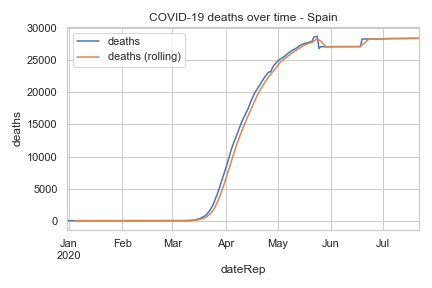 COVID-19 deaths over time - Spain
deaths
deaths (rolling)
30000
25000
20000
15000
10000
5000
0
deaths
Jan Feb Mar Apr May Jun Jul
2020
dateRep